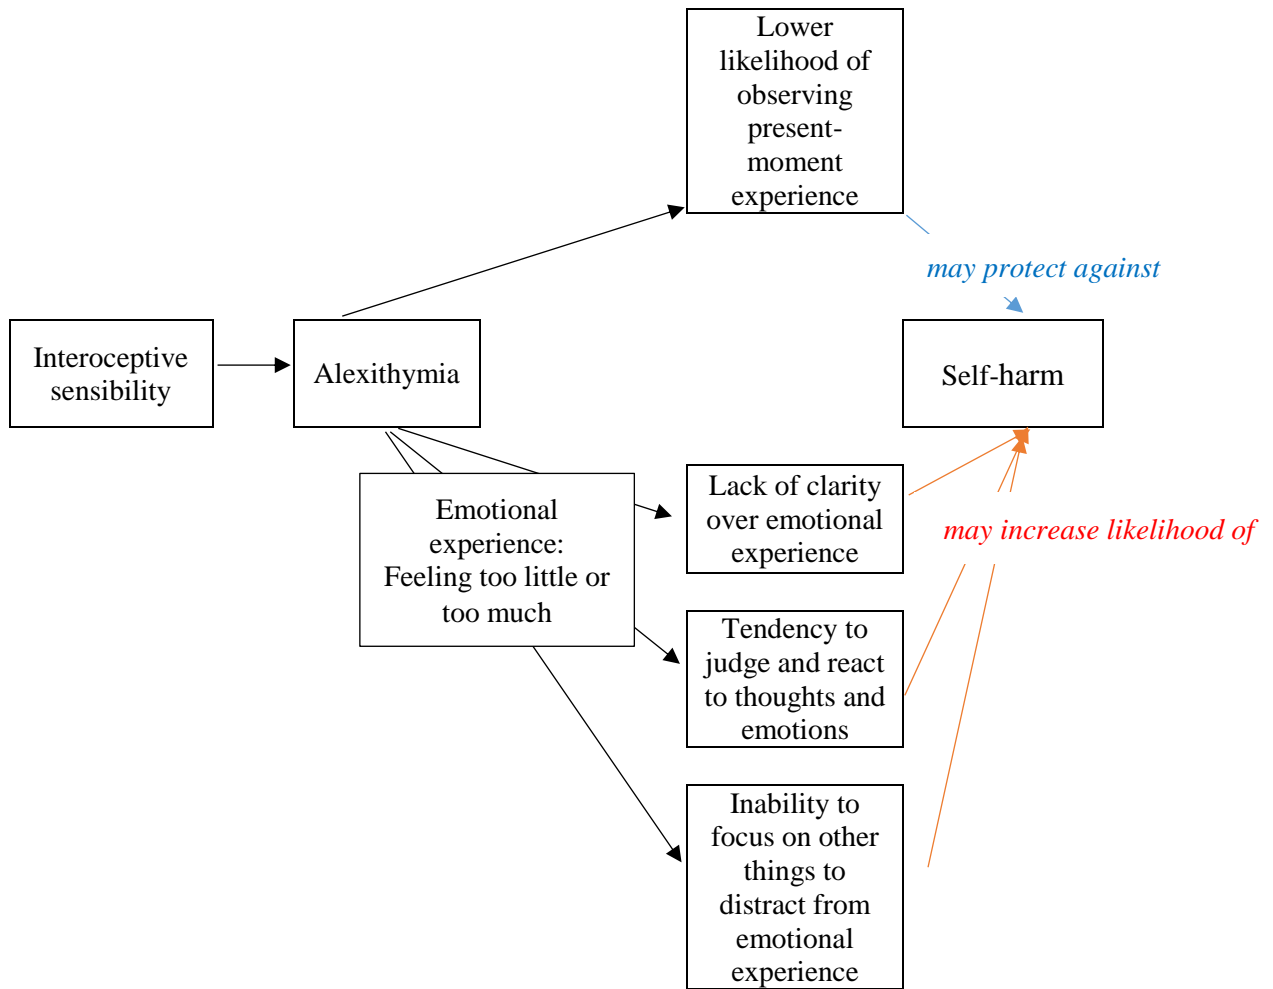 Lower
likelihood of
observing
present-
moment
experience
may protect against
Interoceptive
sensibility
Alexithymia
Self-harm
Emotional
experience:
Feeling too little or
too much
Lack of clarity
over emotional
experience
may increase likelihood of
Tendency to
judge and react
to thoughts and
emotions
Inability to
focus on other
things to
distract from
emotional
experience